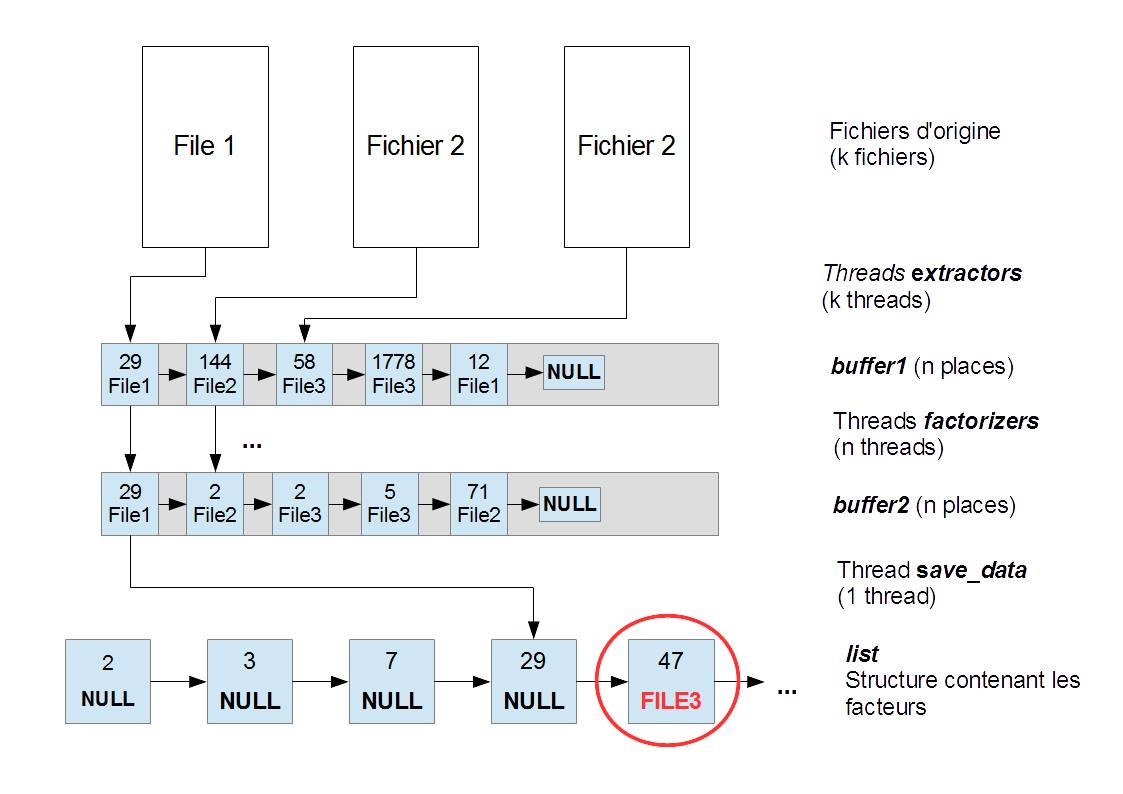 File 1
Fichier 2
Fichier 2
Fichiers d'origine
(k fichiers)
Threads extractors
(k threads)
29
File1
144
File2
58
File3
1778
File3
12
File1
NULL
buffer1 (n places)
...
Threads factorizers
(n threads)
29
File1
2
File2
2
File3
5
File3
71
File2
NULL
buffer2 (n places)
Thread save_data
(1 thread)
2
NULL
3
NULL
7
NULL
29
NULL
47
FILE3
...
list
Structure contenant les
facteurs